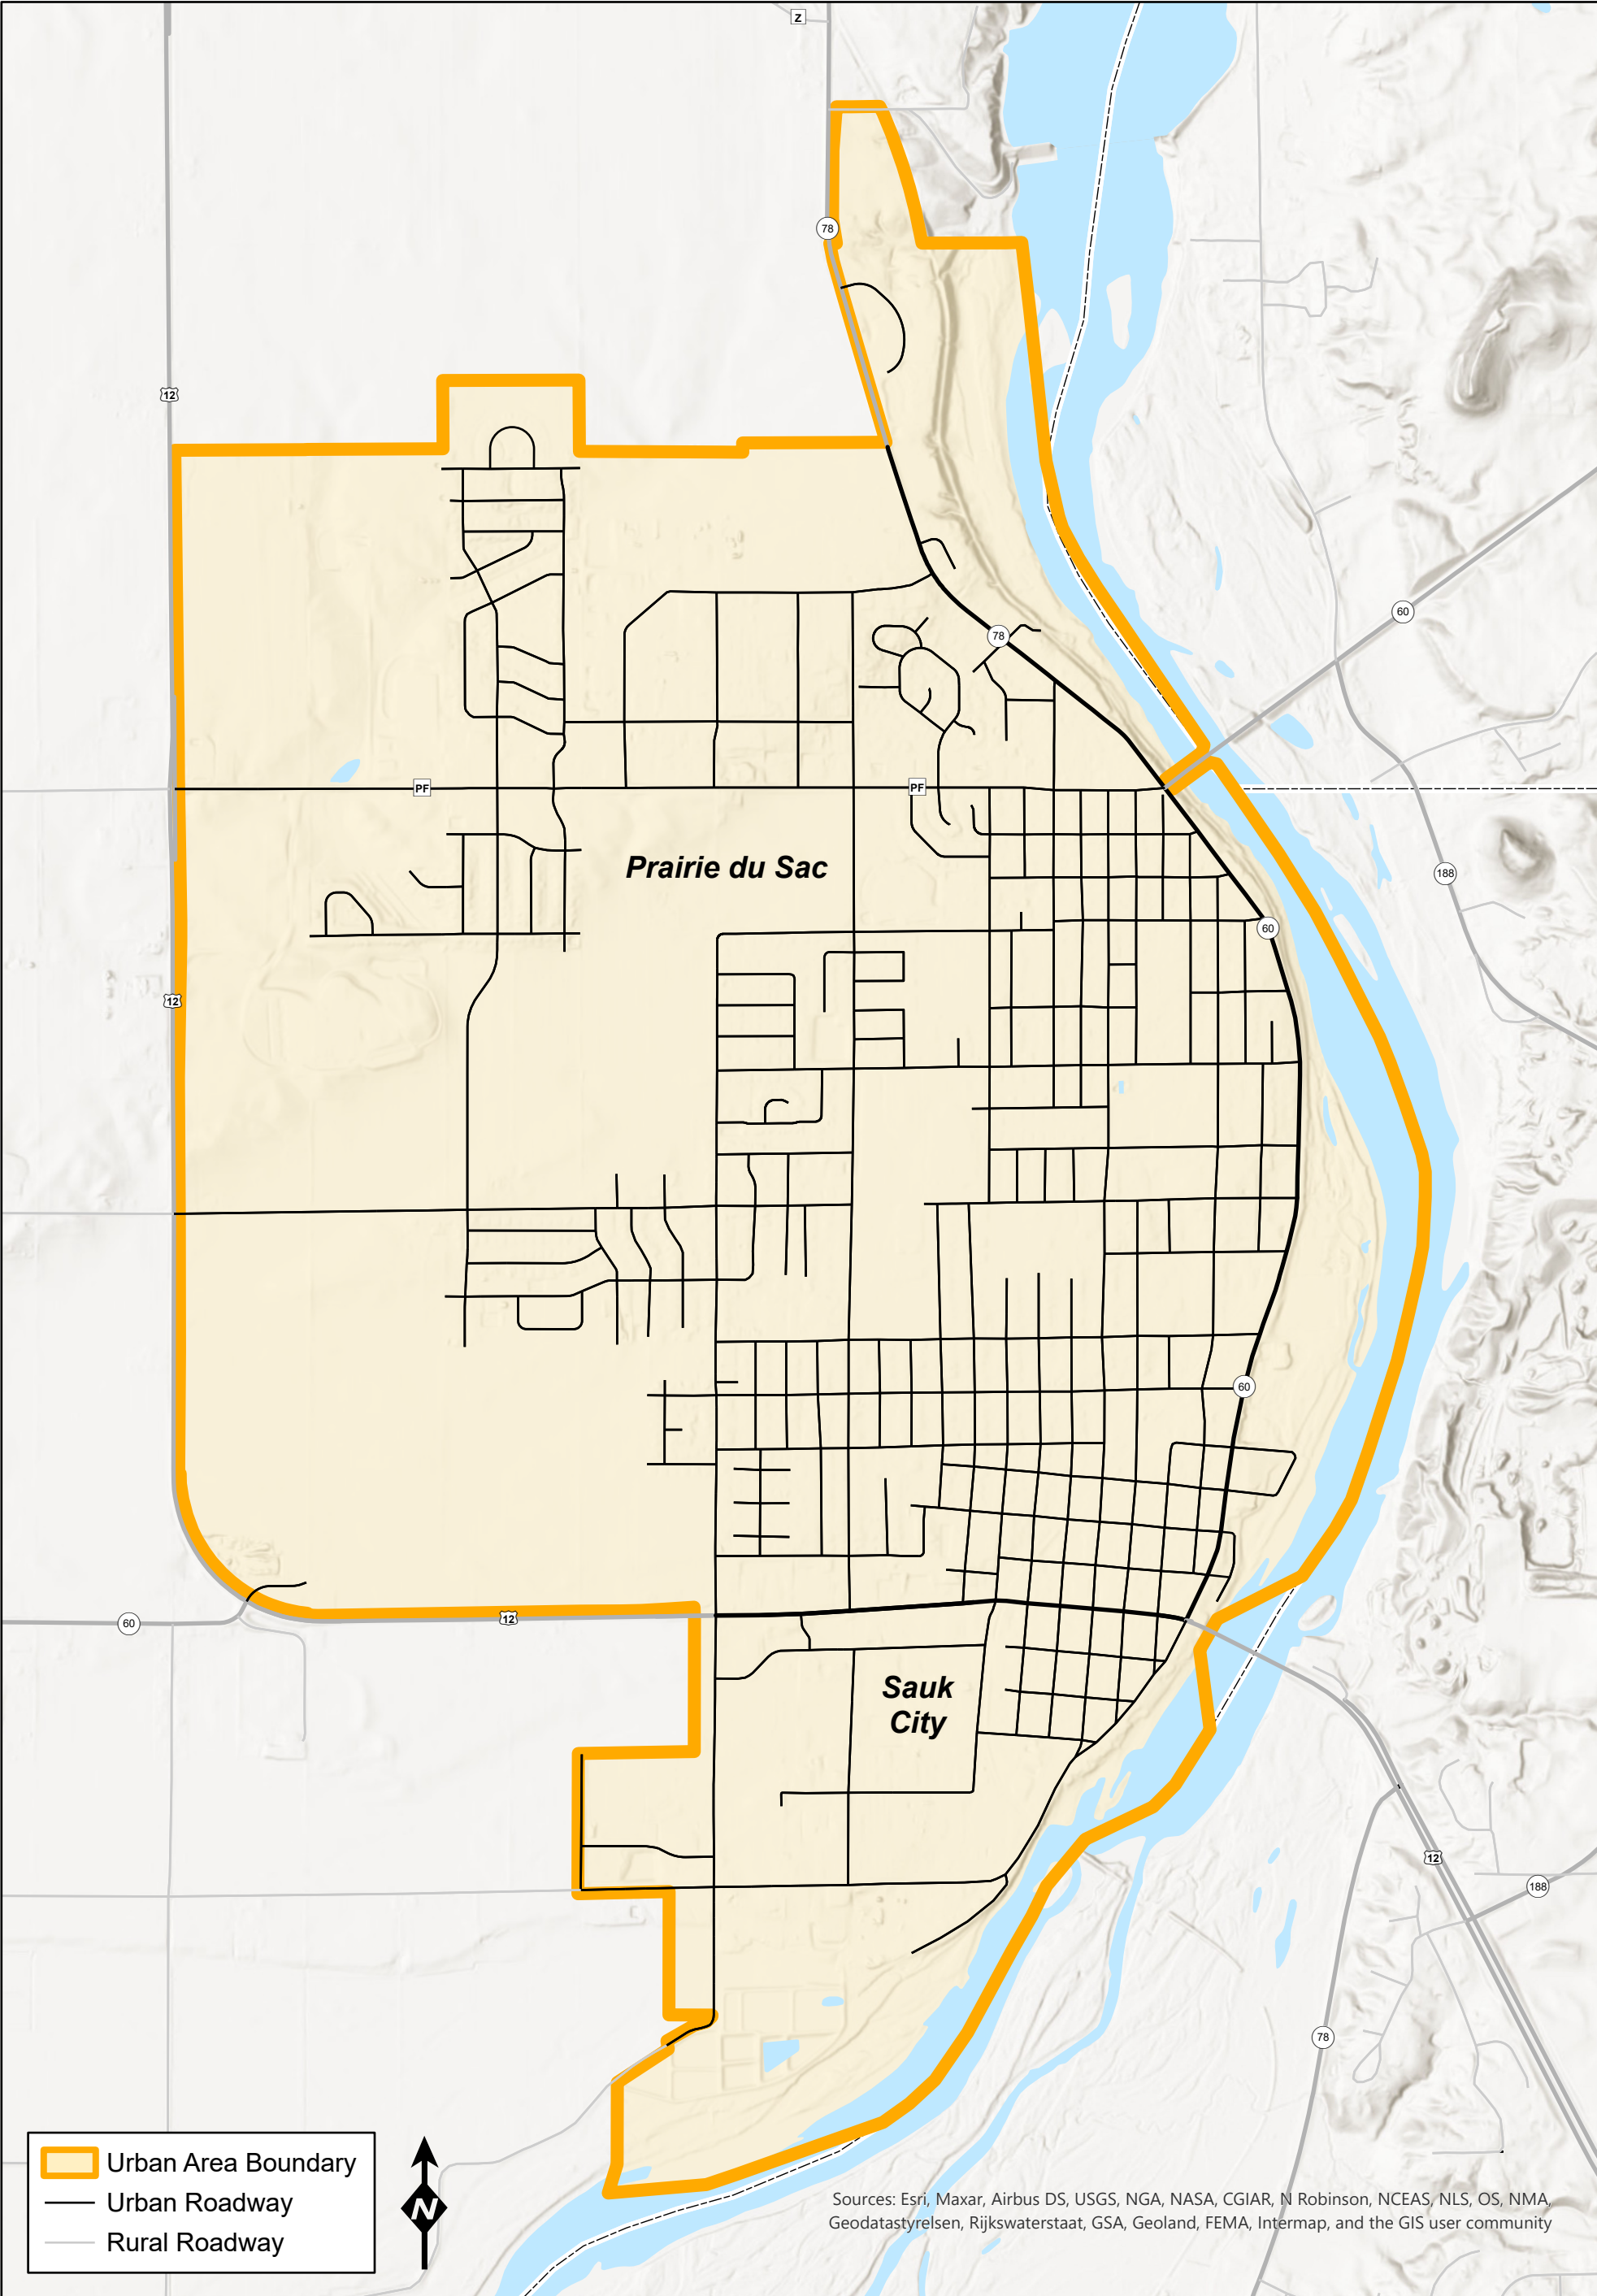 Z
78
12
60
78
PF
PF
Prairie du Sac
188
60
12
60
60
12
Sauk
City
12
188
78
Urban Area Boundary
Urban Roadway
Rural Roadway
N
Sources: Esri, Maxar, Airbus DS, USGS, NGA, NASA, CGIAR, N Robinson, NCEAS, NLS, OS, NMA,
Geodatastyrelsen, Rijkswaterstaat, GSA, Geoland, FEMA, Intermap, and the GIS user community